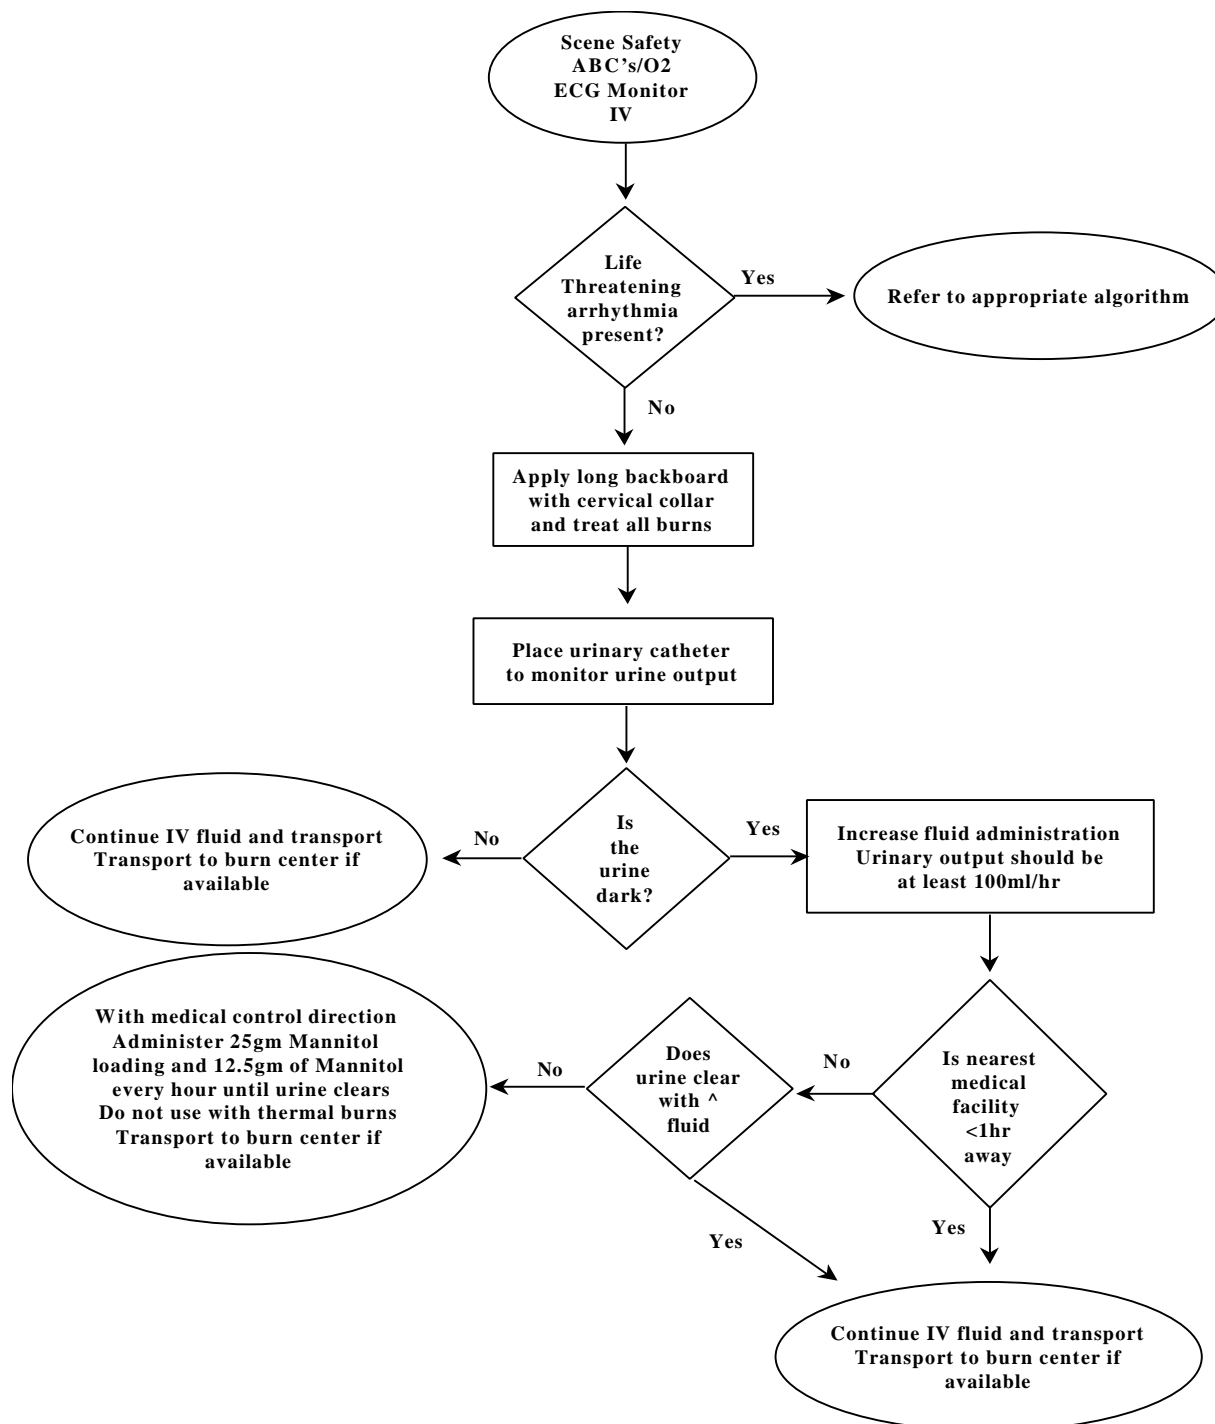 Scene Safety
ABC's/O2
ECG Monitor
IV
Life
Threatening
arrhythmia
present?
Yes
Refer to appropriate algorithm
No
Apply long backboard
with cervical collar
and treat all burns
Place urinary catheter
to monitor urine output
Is
the
urine
dark?
No
Continue IV fluid and transport
Transport to burn center if
available
Yes
Increase fluid administration
Urinary output should be
at least 100ml/hr
Is nearest
medical
facility
<1hr
away
No
Does
urine clear
with ^
fluid
No
With medical control direction
Administer 25gm Mannitol
loading and 12.5gm of Mannitol
every hour until urine clears
Do not use with thermal burns
Transport to burn center if
available
Yes
Yes
Continue IV fluid and transport
Transport to burn center if
available